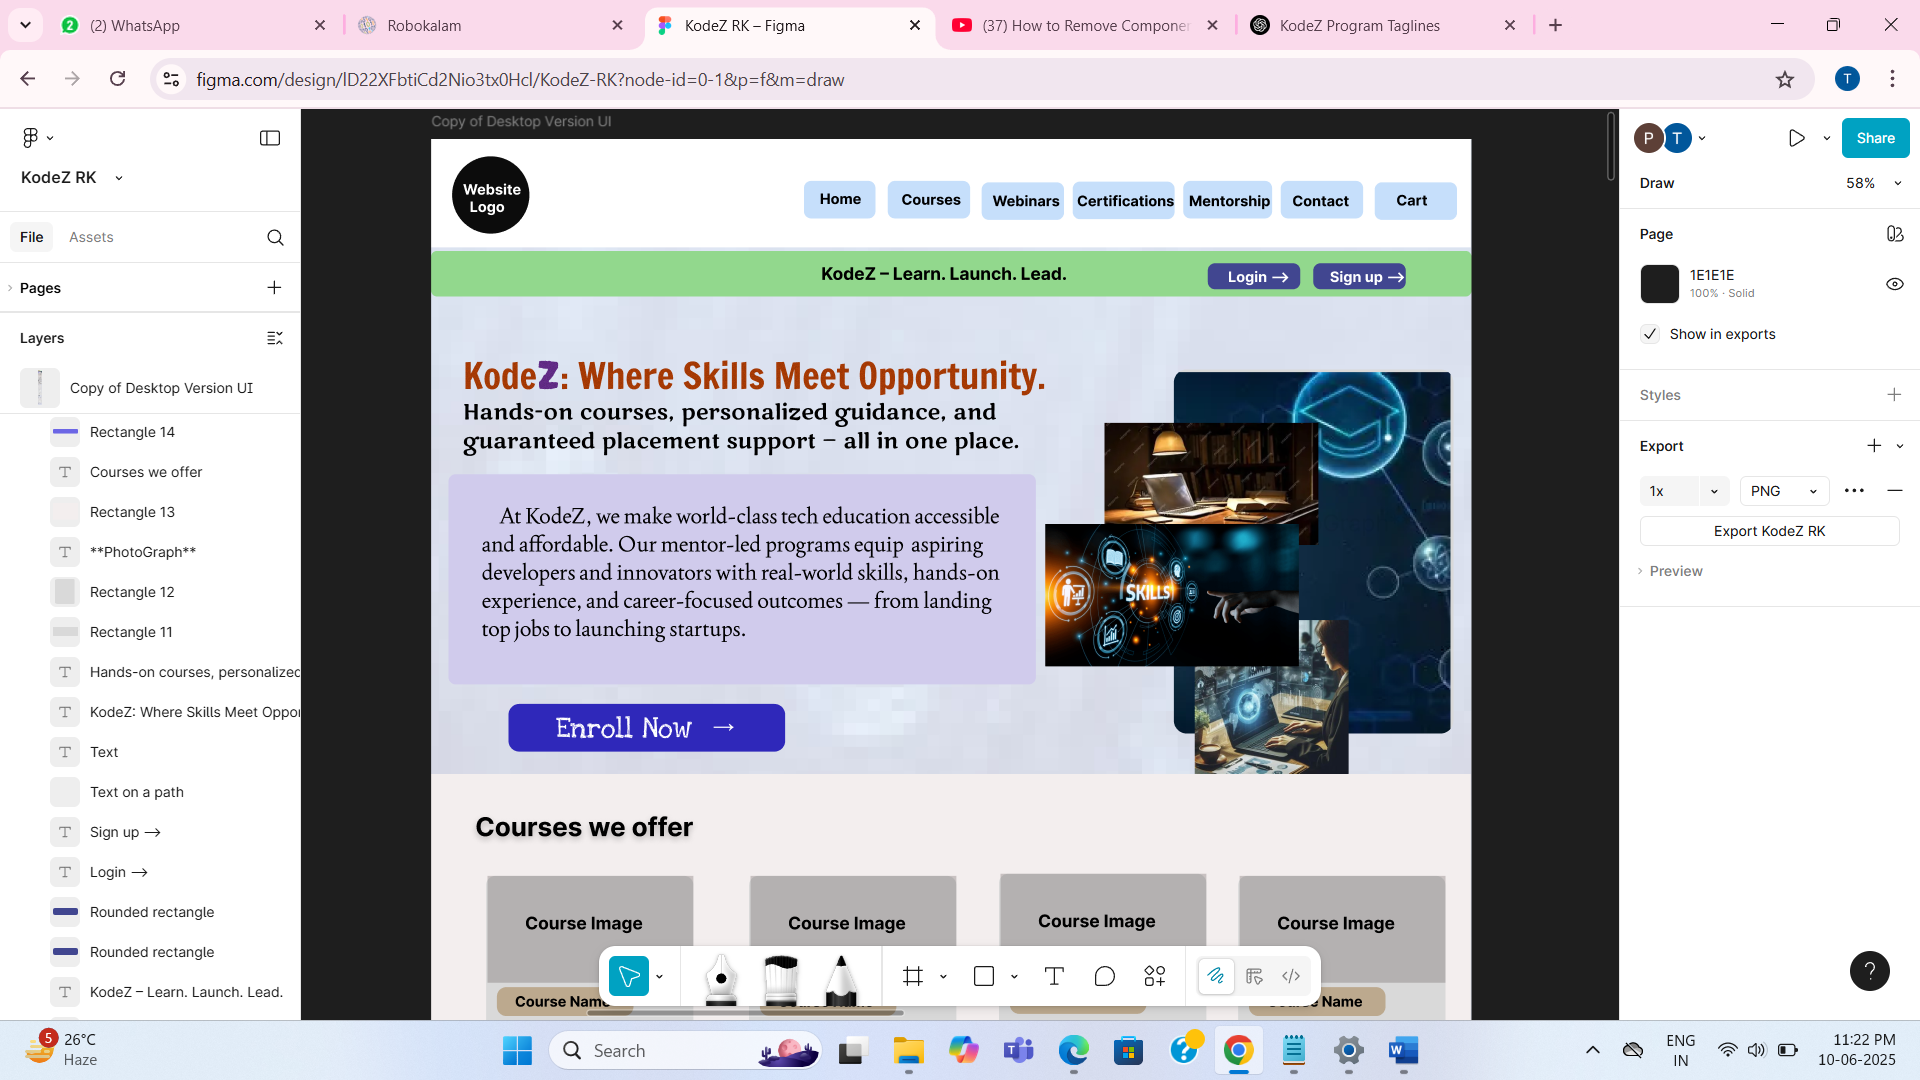 (2) WhatsApp
Robokalam
KodeZ RK – Figma
(37) How to Remove Componer
KodeZ Program Taglines
figma.com/design/lD22XFbtiCd2Nio3tx0Hcl/KodeZ-RK?node-id=0-1&p=f&m=draw
T
KodeZ RK
File
Assets
Pages
Layers
Copy of Desktop Version UI
Rectangle 14
Courses we offer
Rectangle 13
**PhotoGraph**
Rectangle 12
Rectangle 11
Hands-on courses, personalized
KodeZ: Where Skills Meet Oppor
Text
Text on a path
Sign up →
Login →
Rounded rectangle
Rounded rectangle
KodeZ – Learn. Launch. Lead.
Copy of Desktop Version UI
Website
Logo
Home
Courses
Webinars
Certifications
Mentorship
Contact
Cart
KodeZ – Learn. Launch. Lead.
Login →
Sign up →
KodeZ: Where Skills Meet Opportunity.
Hands-on courses, personalized guidance, and
guaranteed placement support – all in one place.
At KodeZ, we make world-class tech education accessible
and affordable. Our mentor-led programs equip aspiring
developers and innovators with real-world skills, hands-on
experience, and career-focused outcomes — from landing
top jobs to launching startups.
SKILLS
Enroll Now →
Courses we offer
Course Image
Course Image
Course Image
Course Image
Course Name
Name
P
T
Share
Draw
58%
Page
1E1E1E
100% · Solid
Show in exports
Styles
Export
1x
PNG
Export KodeZ RK
Preview
?
5
26°C
Haze
Search
ENG
IN
11:22 PM
10-06-2025